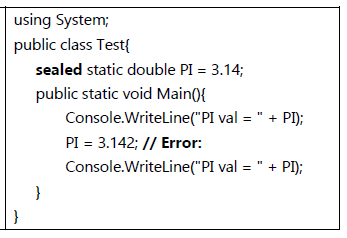 using System;
public class Test{
sealed static double PI = 3.14;
public static void Main(){
Console.WriteLine("PI val = " + PI);
PI = 3.142; // Error:
Console.WriteLine("PI val = " + PI);
}
}